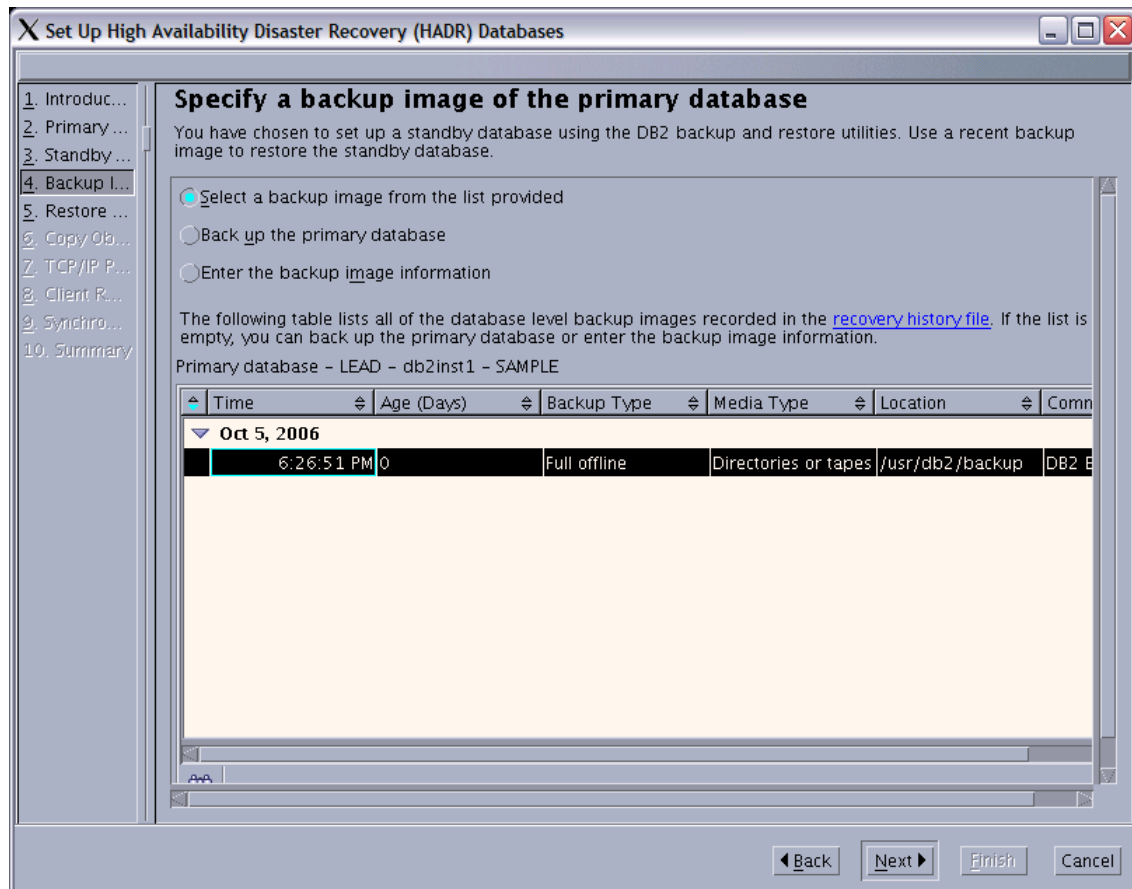 X Set Up High Availability Disaster Recovery (HADR) Databases
1. Introduc...
2. Primary ...
3. Standby ...
4. Backup I...
5. Restore ...
6. Copy Ob...
7. TCP/IP P...
8. Client R...
9. Synchro...
10. Summary
Specify a backup image of the primary database
You have chosen to set up a standby database using the DB2 backup and restore utilities. Use a recent backup
image to restore the standby database.
Select a backup image from the list provided
Back up the primary database
Enter the backup image information
The following table lists all of the database level backup images recorded in the recovery history file. If the list is
empty, you can back up the primary database or enter the backup image information.
Primary database – LEAD – db2inst1 – SAMPLE
Time Age (Days) Backup Type Media Type Location Comn
Oct 5, 2006
6:26:51 PM 0 Full offline Directories or tapes /usr/db2/backup DB2 E
Back Next Finish Cancel